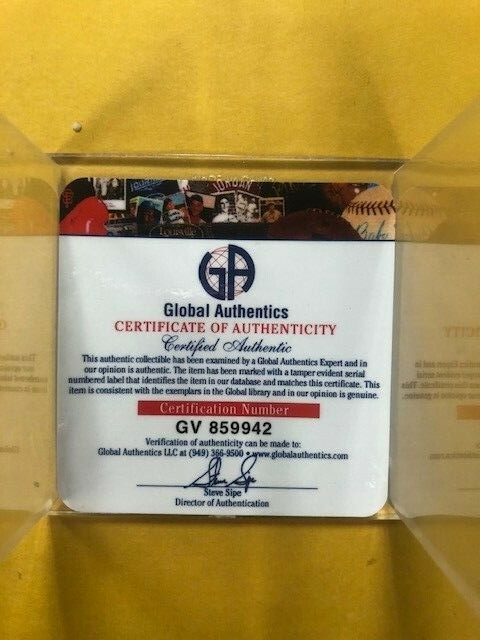 JORDAN
Louisville
GA
Global Authentics
CERTIFICATE OF AUTHENTICITY
Certified Authentic
This authentic collectible has been examined by a Global Authentics Expert and in
our opinion is authentic. The item has been marked with a tamper evident serial
numbered label that identifies the item in our database and matches this certificate. This
item is consistent with the exemplars in the Global library and in our opinion is genuine.
Certification Number
GV 859942
Verification of authenticity can be made to:
Global Authentics LLC at (949) 366-9500 • www.globalauthentics.com
Steve Sipe
Steve Sipe
Director of Authentication